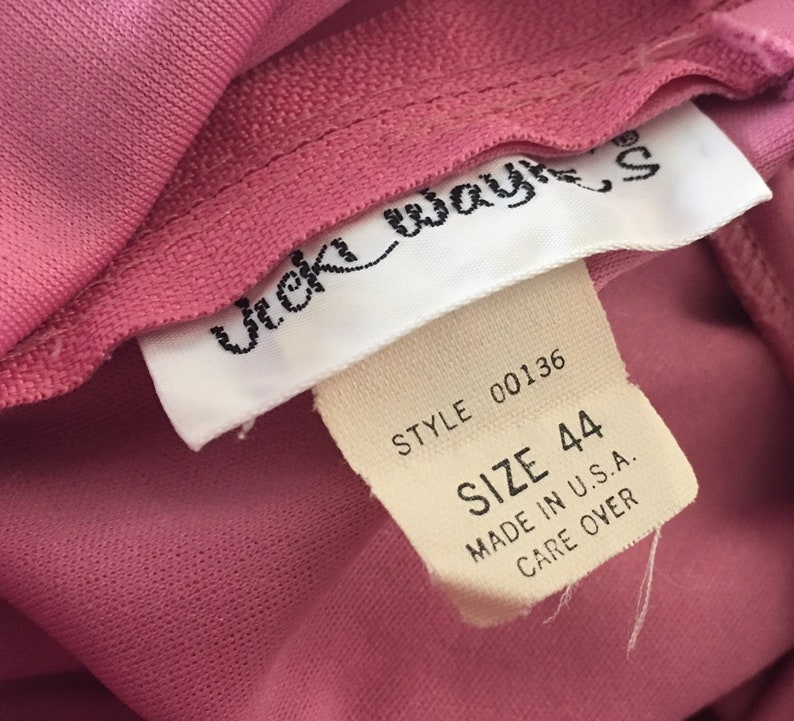 Vicki Wayne's®
STYLE 00136
SIZE 44
MADE IN U.S.A.
CARE OVER